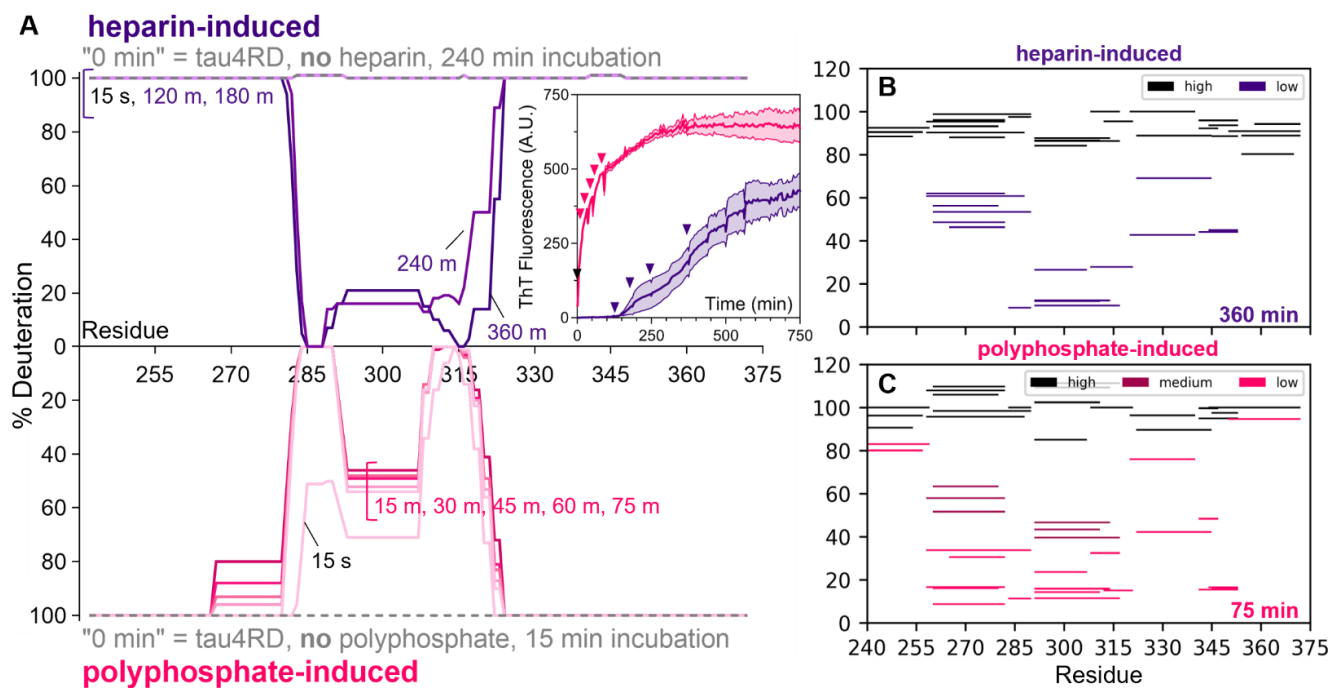 A
heparin-induced
"0 min" = tau4RD, no heparin, 240 min incubation
100
15 s, 120 m, 180 m
80
60
40
20
0
20
40
60
80
100
% Deuteration
Residue
255
270
285
300
315
330
345
360
375
240 m
360 m
15 m, 30 m, 45 m, 60 m, 75 m
15 s
"0 min" = tau4RD, no polyphosphate, 15 min incubation
polyphosphate-induced
ThT Fluorescence (A.U.)
750
500
250
0
0
250
500
750
Time (min)
heparin-induced
B
high
low
120
100
80
60
40
20
0
360 min
polyphosphate-induced
C
high
medium
low
100
80
60
40
20
0
75 min
240
255
270
285
300
315
330
345
360
375
Residue